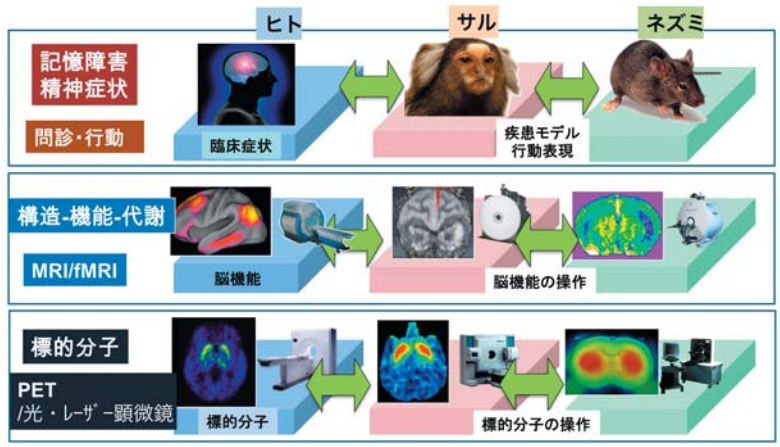 ヒト
サル
ネズミ
記憶障害
精神症状
問診・行動
臨床症状
疾患モデル
行動表現
構造-機能-代謝
MRI/fMRI
脳機能
脳機能の操作
標的分子
PET
/光・ﾚｰｻﾞｰ顕微鏡
標的分子
標的分子の操作